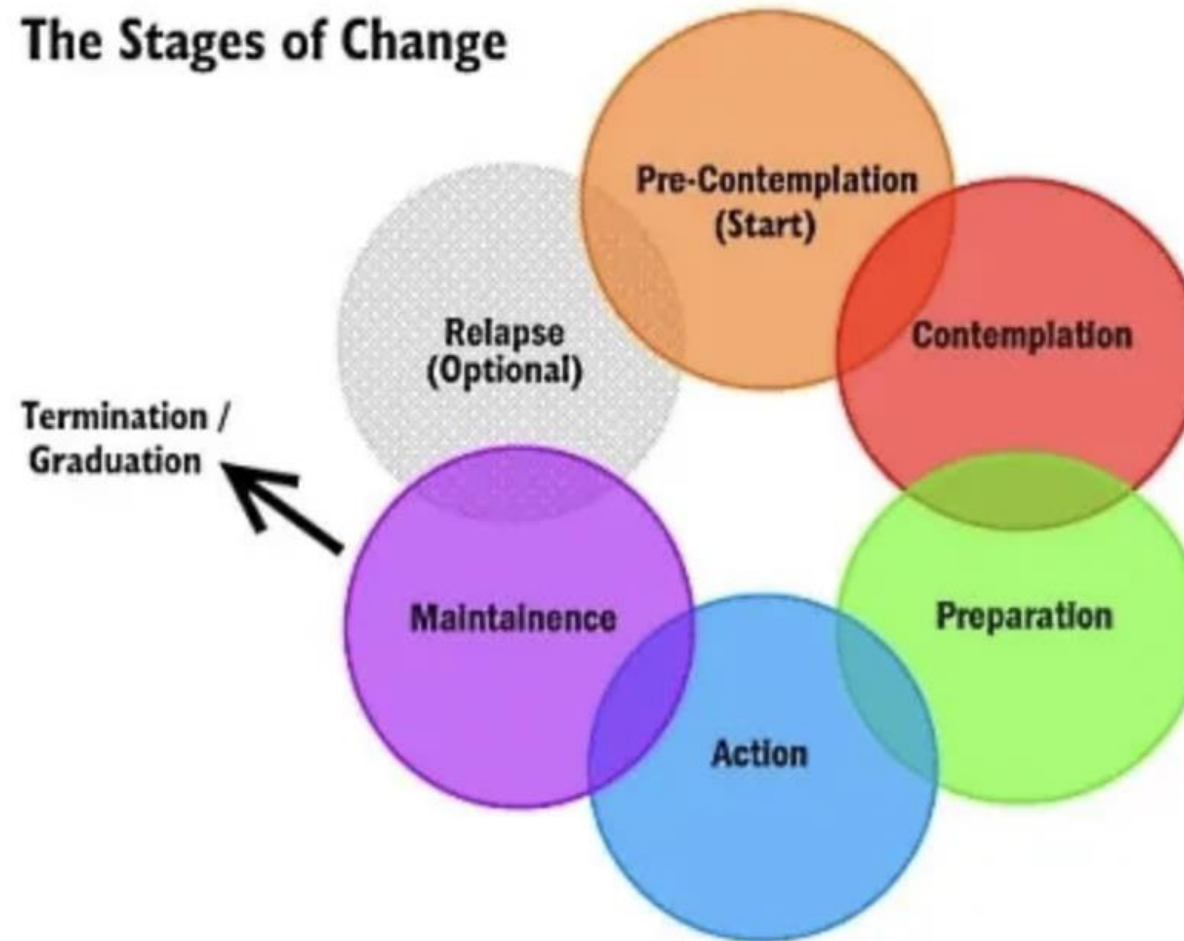 The Stages of Change
Pre-Contemplation
(Start)
Contemplation
Preparation
Action
Maintainence
Relapse
(Optional)
Termination /
Graduation